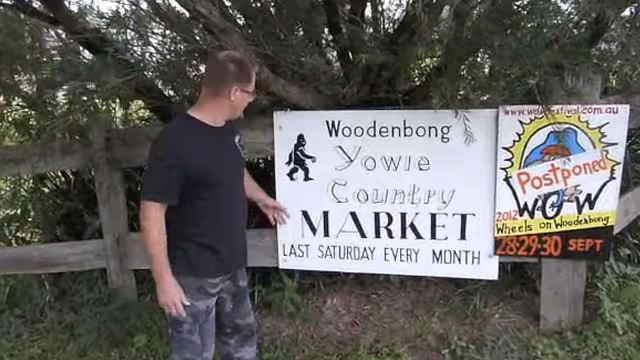 Woodenbong
Yowie
Country
MARKET
LAST SATURDAY EVERY MONTH
www.wowfestival.com.au
Postponed
2012 WOW
Wheels on Woodenbong
28-29-30 SEPT